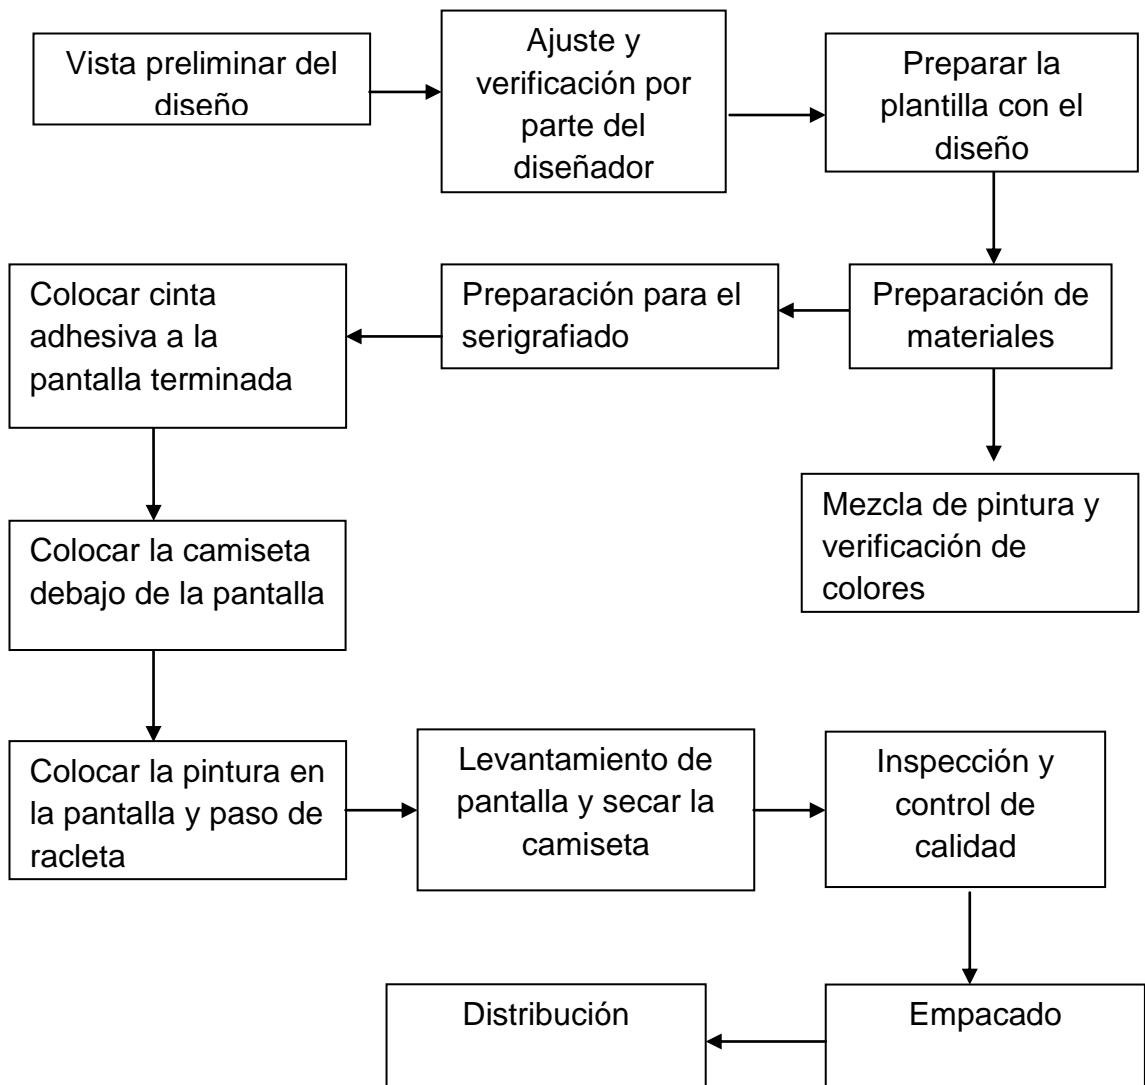 Vista preliminar del
diseño
Ajuste y
verificación por
parte del
diseñador
Preparar la
plantilla con el
diseño
Preparación de
materiales
Preparación para el
serigrafiado
Colocar cinta
adhesiva a la
pantalla terminada
Mezcla de pintura y
verificación de
colores
Colocar la camiseta
debajo de la pantalla
Colocar la pintura en
la pantalla y paso de
racleta
Levantamiento de
pantalla y secar la
camiseta
Inspección y
control de
calidad
Empacado
Distribución